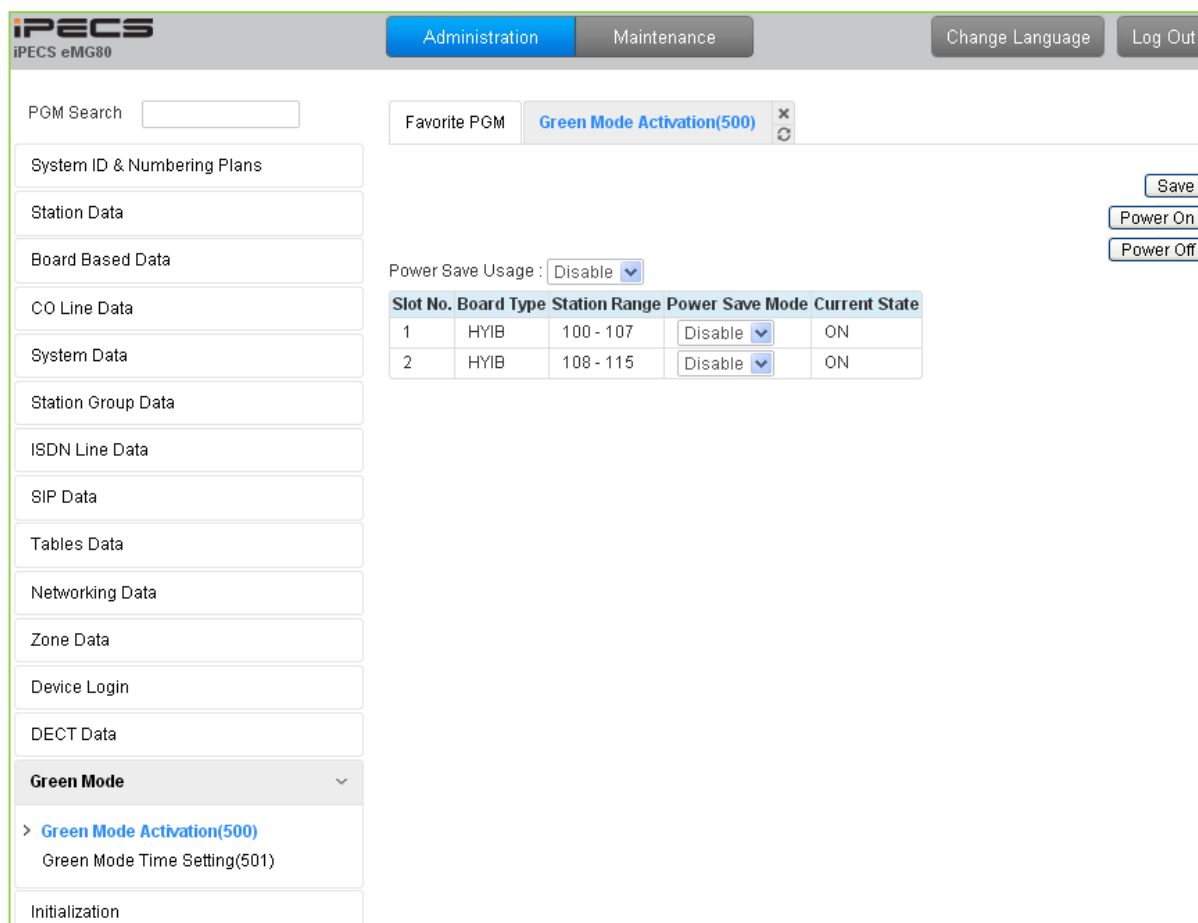 iPECS
iPECS eMG80
Administration
Maintenance
Change Language
Log Out
PGM Search
System ID & Numbering Plans
Station Data
Board Based Data
CO Line Data
System Data
Station Group Data
ISDN Line Data
SIP Data
Tables Data
Networking Data
Zone Data
Device Login
DECT Data
Green Mode
Green Mode Activation(500)
Green Mode Time Setting(501)
Initialization
Favorite PGM
Green Mode Activation(500)
Save
Power On
Power Off
Power Save Usage : Disable
Slot No. Board Type Station Range Power Save Mode Current State
1 HYIB 100 - 107 Disable ON
2 HYIB 108 - 115 Disable ON